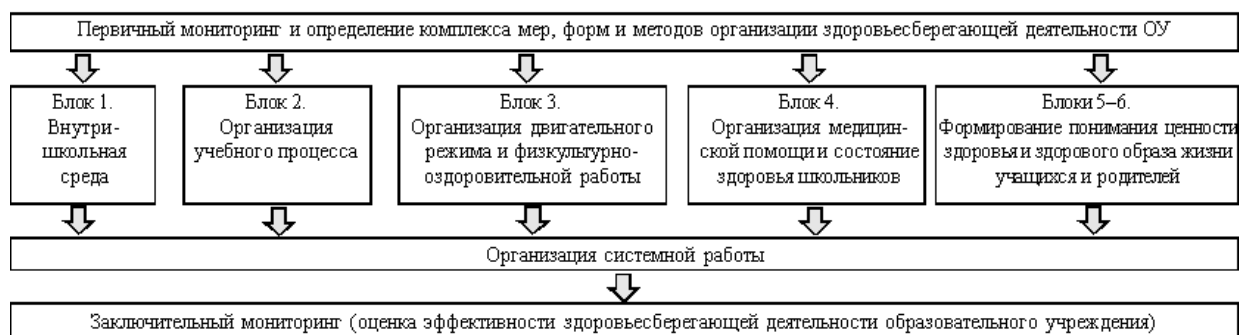 Первичный мониторинг и определение комплекса мер, форм и методов организации здоровьесберегающей деятельности ОУ
Блок 1.
Внутри-
школьная
среда
Блок 2.
Организация
учебного процесса
Блок 3.
Организация двигательного
режима и физкультурно-
оздоровительной работы
Блок 4.
Организация медицин-
ской помощи и состояние
здоровья школьников
Блоки 5–6.
Формирование понимания ценности
здоровья и здорового образа жизни
учащихся и родителей
Организация системной работы
Заключительный мониторинг (оценка эффективности здоровьесберегающей деятельности образовательного учреждения)